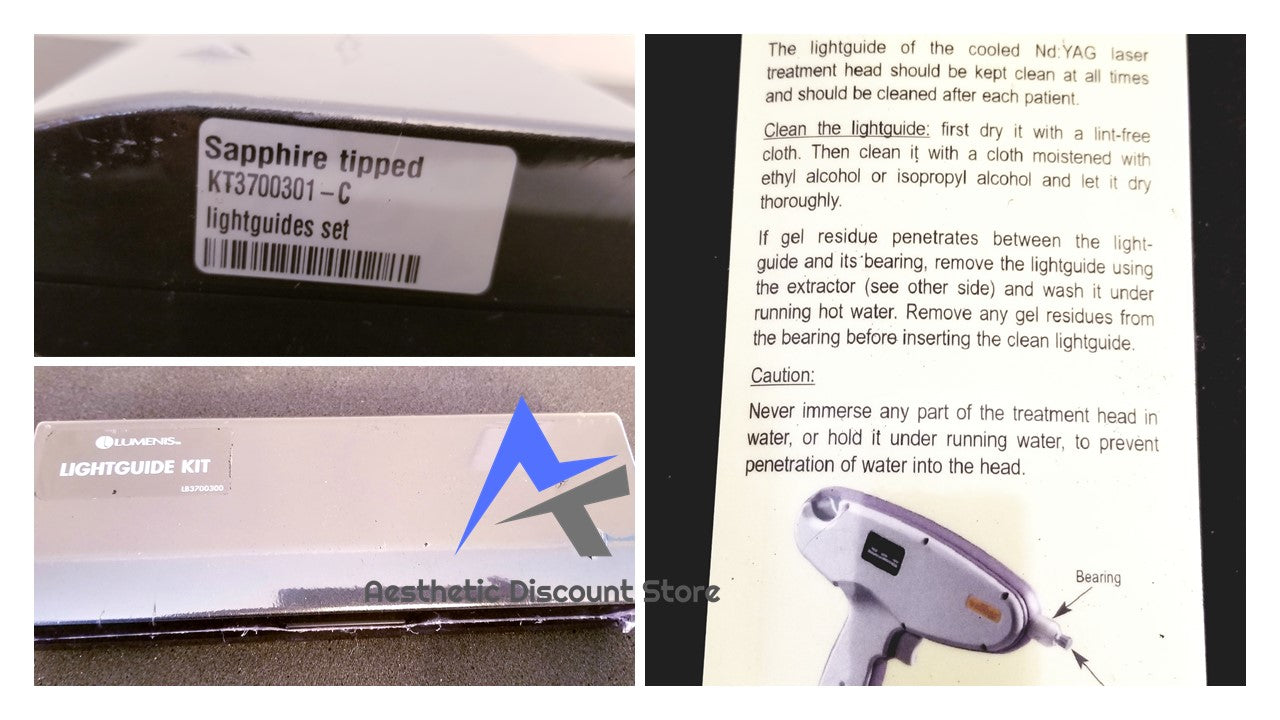 Sapphire tipped
KT3700301-C
lightguides set
LUMENIS™
LIGHTGUIDE KIT
LB3700300
Aesthetic Discount Store
The lightguide of the cooled Nd:YAG laser
treatment head should be kept clean at all times
and should be cleaned after each patient.
Clean the lightguide: first dry it with a lint-free
cloth. Then clean it with a cloth moistened with
ethyl alcohol or isopropyl alcohol and let it dry
thoroughly.
If gel residue penetrates between the light-
guide and its bearing, remove the lightguide using
the extractor (see other side) and wash it under
running hot water. Remove any gel residues from
the bearing before inserting the clean lightguide.
Caution:
Never immerse any part of the treatment head in
water, or hold it under running water, to prevent
penetration of water into the head.
Bearing